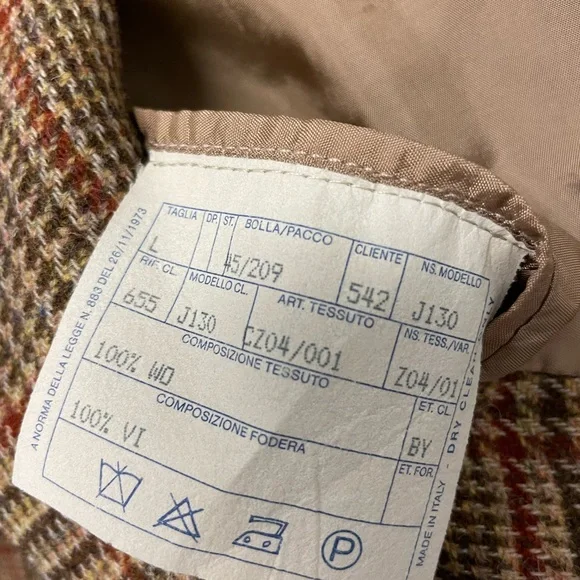 TAGLIA DP ST. BOLLA/PACCO CLIENTE NS. MODELLO
L 45/209 542 J130
RIF. CL. MODELLO CL. ART. TESSUTO NS. TESS./VAR.
655 J130 CZ04/001 Z04/01
COMPOSIZIONE TESSUTO ET. CL
100% WO BY
COMPOSIZIONE FODERA ET. FOR.
100% VI
P
A NORMA DELLA LEGGE N. 883 DEL 26/11/1973
MADE IN ITALY - DRY CLEAN